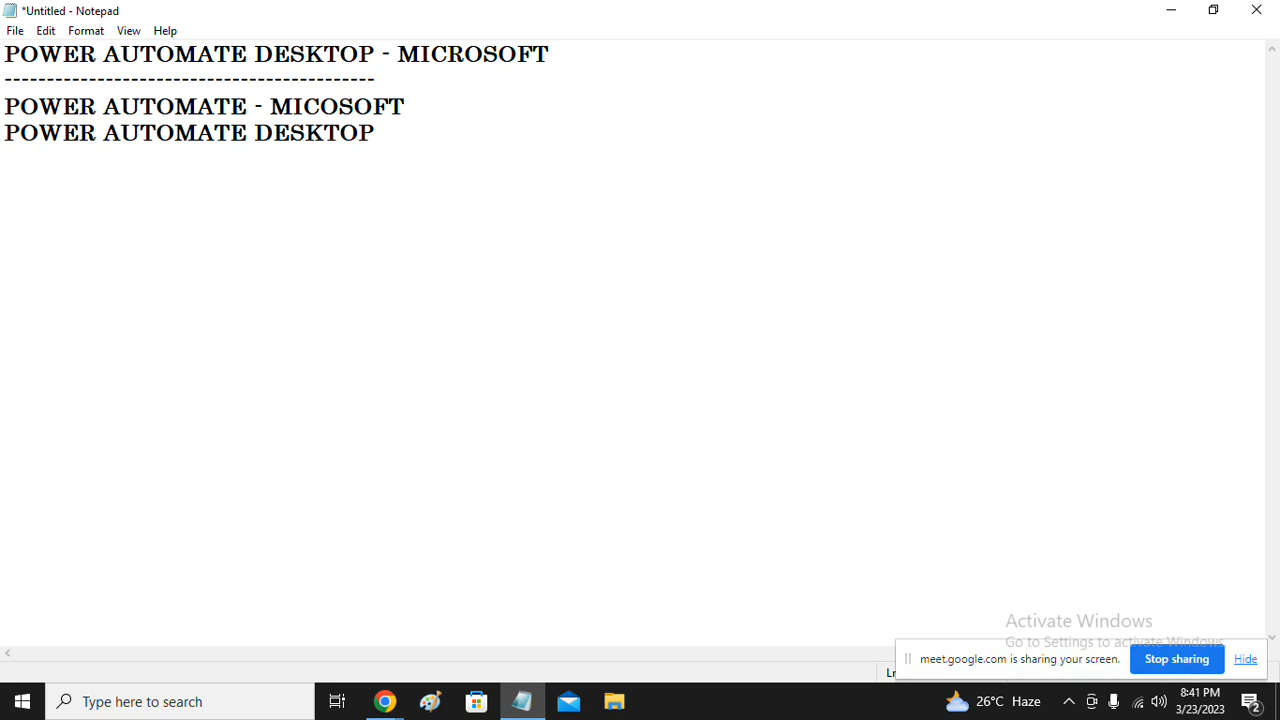 *Untitled - Notepad
File Edit Format View Help
POWER AUTOMATE DESKTOP - MICROSOFT
--------------------------------------------
POWER AUTOMATE - MICOSOFT
POWER AUTOMATE DESKTOP
Activate Windows
Go to Settings to activate Windows.
meet.google.com is sharing your screen. Stop sharing Hide
Type here to search
26°C Haze
8:41 PM
3/23/2023
2